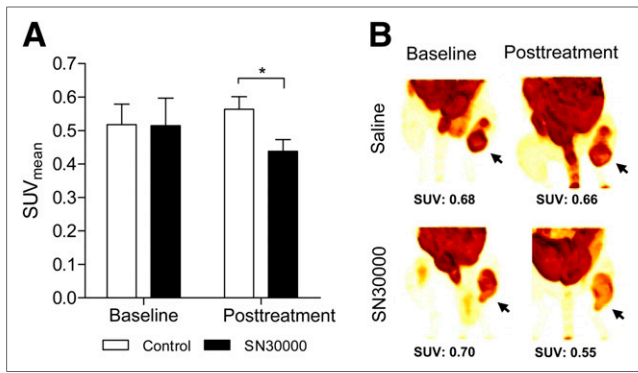 A
SUVmean
0.7
0.6
0.5
0.4
0.3
0.2
0.1
0.0
*
Baseline Posttreatment
Control SN30000
B
Baseline Posttreatment
Saline
SUV: 0.68 SUV: 0.66
SN30000
SUV: 0.70 SUV: 0.55